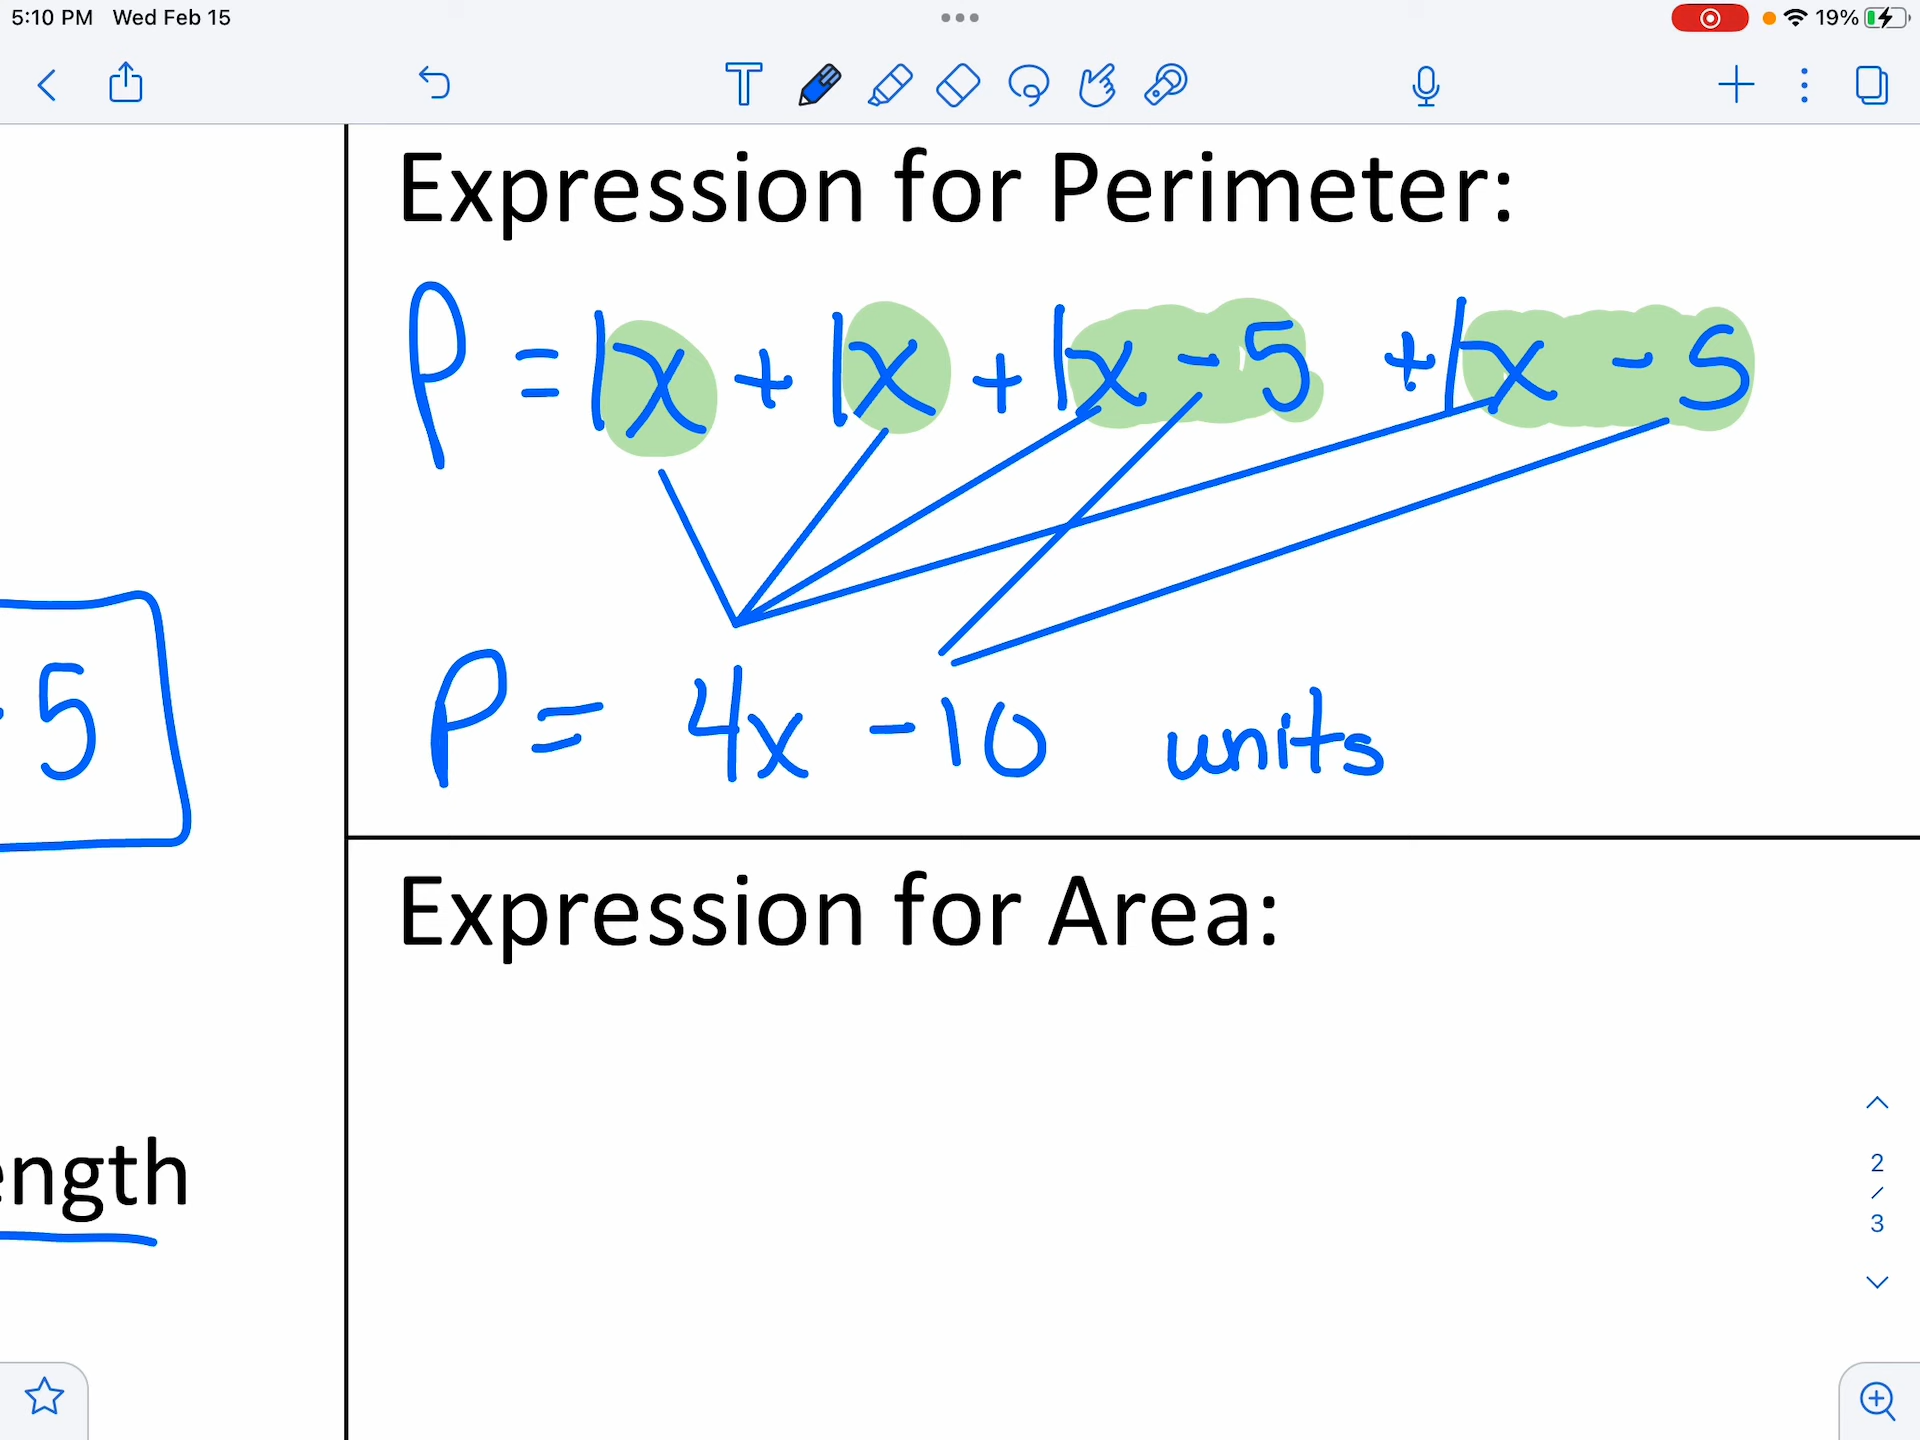 5:10 PM Wed Feb 15
19%
T
Expression for Perimeter:
P = 1x + 1x + 1x - 5 + 1x - 5
- 5
P = 4x - 10 units
Expression for Area:
ength
2
/
3